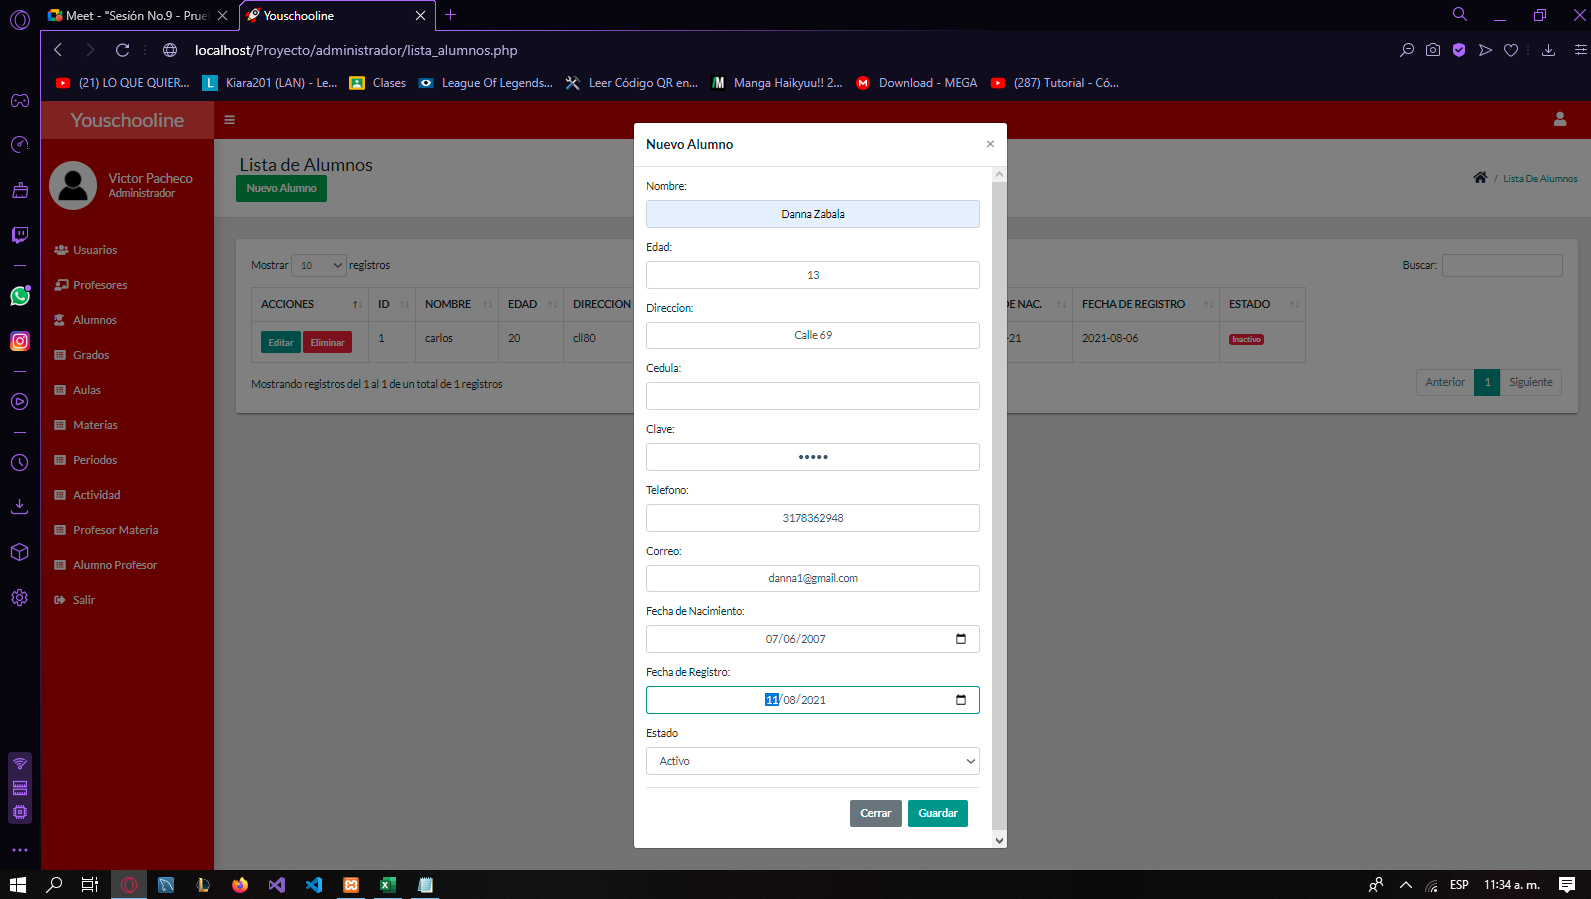 Meet - "Sesión No.9 - Prue
Youschooline
localhost/Proyecto/administrador/lista_alumnos.php
(21) LO QUE QUIER...
Kiara201 (LAN) - Le...
Clases
League Of Legends...
Leer Código QR en...
Manga Haikyuu!! 2...
Download - MEGA
(287) Tutorial - Có...
Youschooline
Victor Pacheco
Administrador
Usuarios
Profesores
Alumnos
Grados
Aulas
Materias
Periodos
Actividad
Profesor Materia
Alumno Profesor
Salir
Lista de Alumnos
Nuevo Alumno
/ Lista De Alumnos
Mostrar 10 registros
Buscar:
ACCIONES ID NOMBRE EDAD DIRECCION DE NAC. FECHA DE REGISTRO ESTADO
Editar Eliminar 1 carlos 20 cll80 -21 2021-08-06 Inactivo
Mostrando registros del 1 al 1 de un total de 1 registros
Anterior 1 Siguiente
Nuevo Alumno ×
Nombre:
Danna Zabala
Edad:
13
Direccion:
Calle 69
Cedula:
Clave:
•••••
Telefono:
3178362948
Correo:
danna1@gmail.com
Fecha de Nacimiento:
07/06/2007
Fecha de Registro:
11/08/2021
Estado
Activo
Cerrar Guardar
ESP 11:34 a. m.